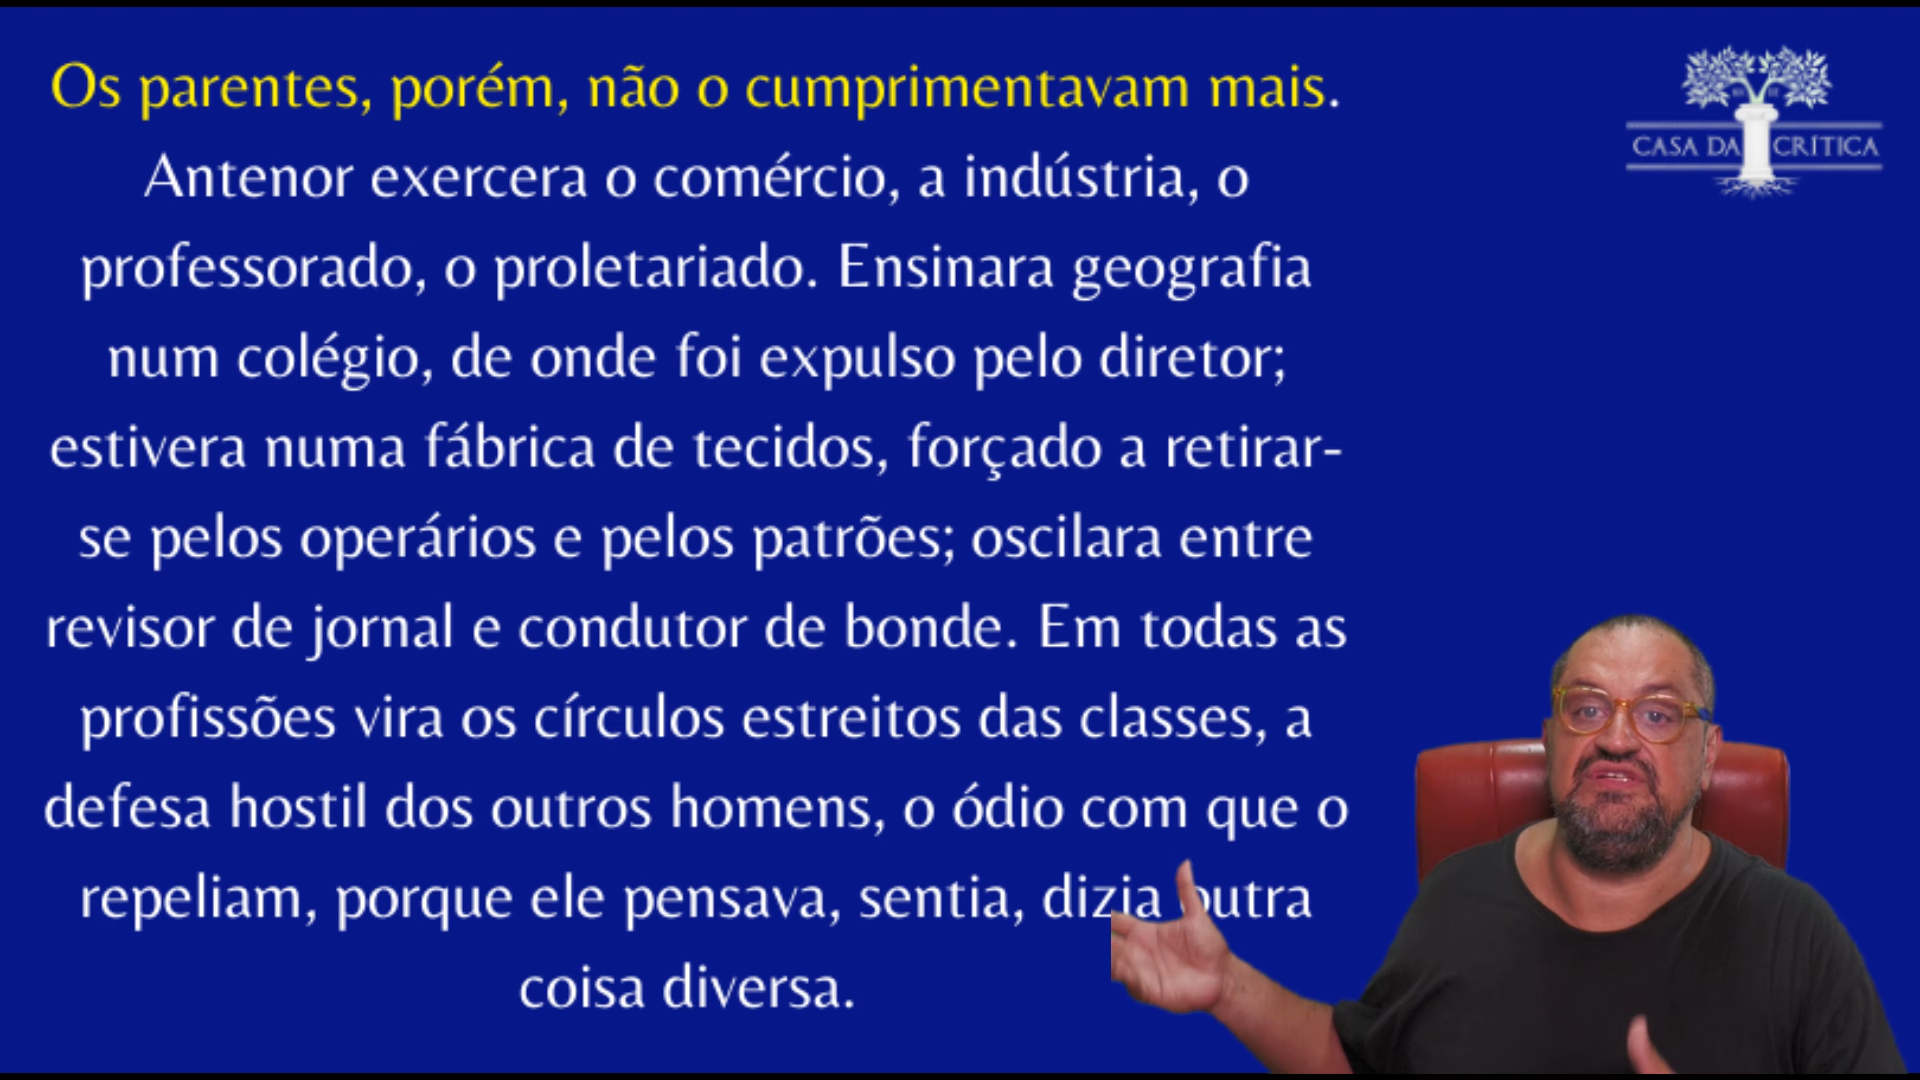 Os parentes, porém, não o cumprimentavam mais.
Antenor exercera o comércio, a indústria, o
professorado, o proletariado. Ensinara geografia
num colégio, de onde foi expulso pelo diretor;
estivera numa fábrica de tecidos, forçado a retirar-
se pelos operários e pelos patrões; oscilara entre
revisor de jornal e condutor de bonde. Em todas as
profissões vira os círculos estreitos das classes, a
defesa hostil dos outros homens, o ódio com que o
repeliam, porque ele pensava, sentia, dizia outra
coisa diversa.
CASA DA CRÍTICA